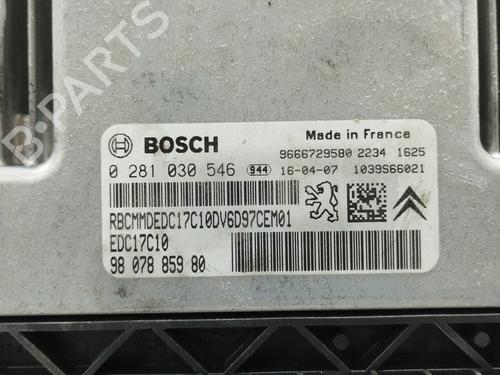 B-PARTS
BOSCH
Made in France
9666729580 2234 1625
0 281 030 546 944 16-04-07 1039S66021
RBCMMDEDC17C10DV6D97CEM01
EDC17C10
98 078 859 80